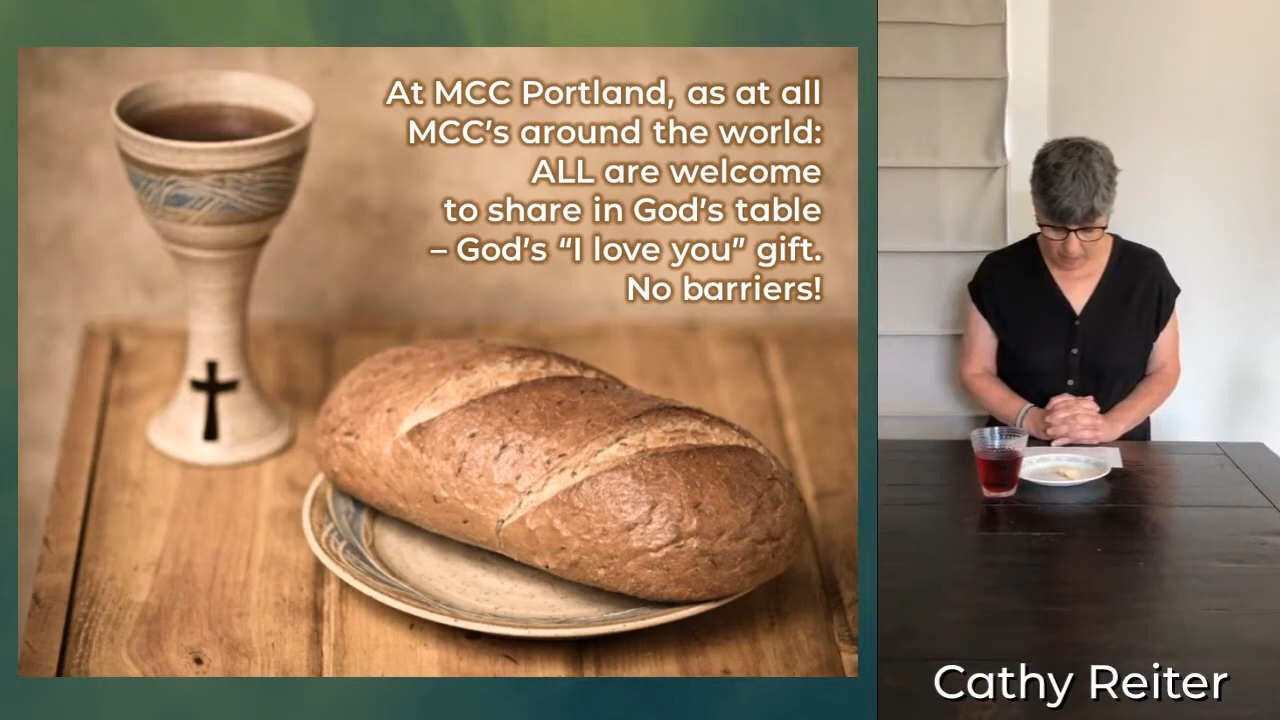 At MCC Portland, as at all
MCC's around the world:
ALL are welcome
to share in God's table
– God's “I love you” gift.
No barriers!
Cathy Reiter